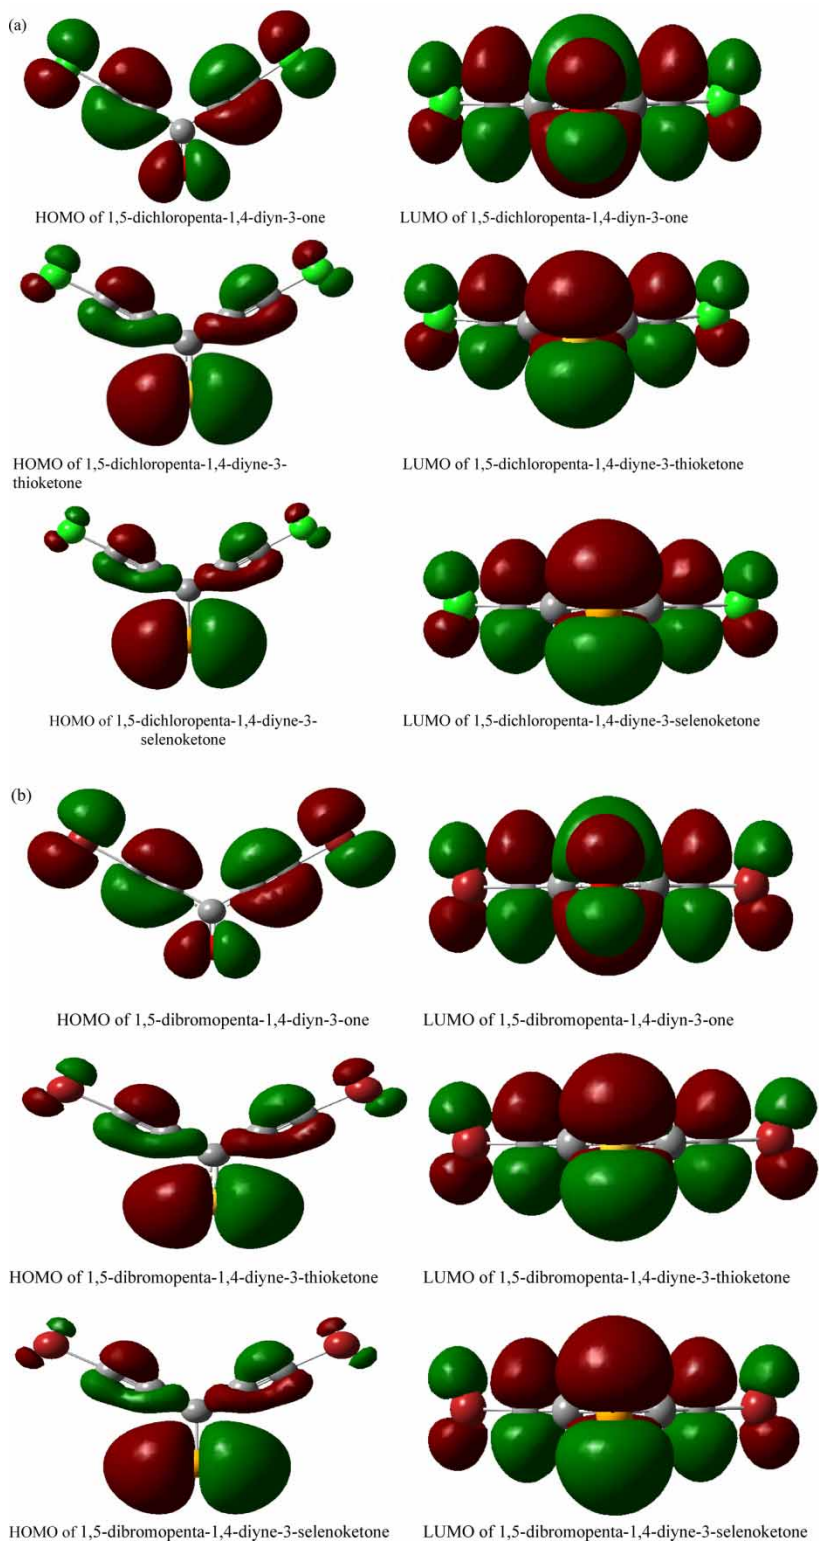 (a)
HOMO of 1,5-dichloropenta-1,4-diyn-3-one
LUMO of 1,5-dichloropenta-1,4-diyn-3-one
HOMO of 1,5-dichloropenta-1,4-diyne-3-
thioketone
LUMO of 1,5-dichloropenta-1,4-diyne-3-thioketone
HOMO of 1,5-dichloropenta-1,4-diyne-3-
selenoketone
LUMO of 1,5-dichloropenta-1,4-diyne-3-selenoketone
(b)
HOMO of 1,5-dibromopenta-1,4-diyn-3-one
LUMO of 1,5-dibromopenta-1,4-diyn-3-one
HOMO of 1,5-dibromopenta-1,4-diyne-3-thioketone
LUMO of 1,5-dibromopenta-1,4-diyne-3-thioketone
HOMO of 1,5-dibromopenta-1,4-diyne-3-selenoketone
LUMO of 1,5-dibromopenta-1,4-diyne-3-selenoketone